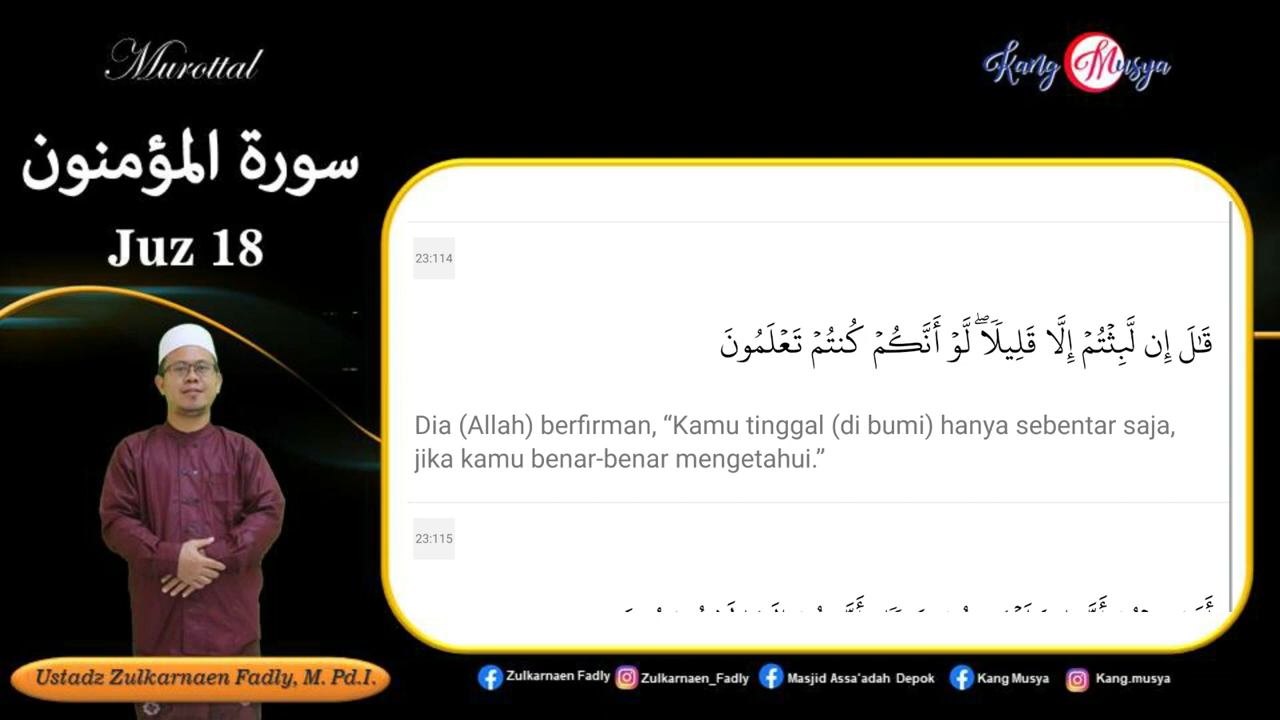 Murottal
Kang Musya
سورة المؤمنون
Juz 18
23:114
قَٰلَ إِن لَّبِثْتُمْ إِلَّا قَلِيلًا ۖ لَّوْ أَنَّكُمْ كُنتُمْ تَعْلَمُونَ
Dia (Allah) berfirman, “Kamu tinggal (di bumi) hanya sebentar saja,
jika kamu benar-benar mengetahui.”
23:115
Ustadz Zulkarnaen Fadly, M. Pd.I.
Zulkarnaen Fadly Zulkarnaen_Fadly Masjid Assa'adah Depok Kang Musya Kang.musya